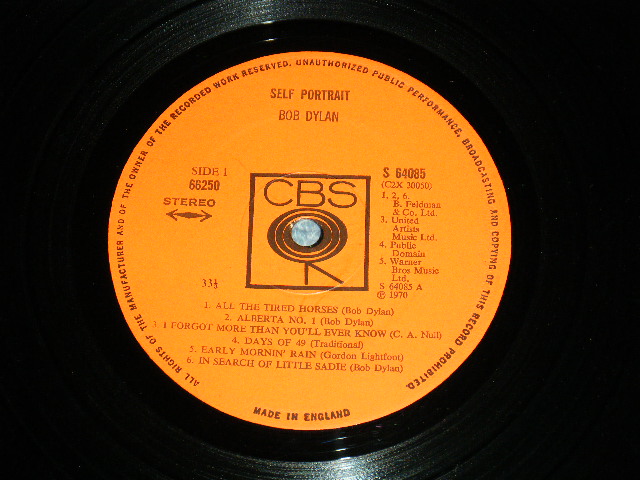 ALL RIGHTS OF THE MANUFACTURER AND OF THE OWNER OF THE RECORDED WORK RESERVED. UNAUTHORIZED PUBLIC PERFORMANCE, BROADCASTING AND COPYING OF THIS RECORD PROHIBITED.
SELF PORTRAIT
BOB DYLAN
SIDE 1
66250
STEREO
CBS
S 64085
(C2X 30050)
1, 2, 6.
B. Feldman
& Co. Ltd.
3. United
Artists
Music Ltd.
4. Public
Domain
5. Warner
Bros Music
Ltd.
S 64085 A
℗ 1970
33⅓
1. ALL THE TIRED HORSES (Bob Dylan)
2. ALBERTA NO. 1 (Bob Dylan)
3. I FORGOT MORE THAN YOU'LL EVER KNOW (C. A. Null)
4. DAYS OF 49 (Traditional)
5. EARLY MORNIN' RAIN (Gordon Lightfoot)
6. IN SEARCH OF LITTLE SADIE (Bob Dylan)
MADE IN ENGLAND